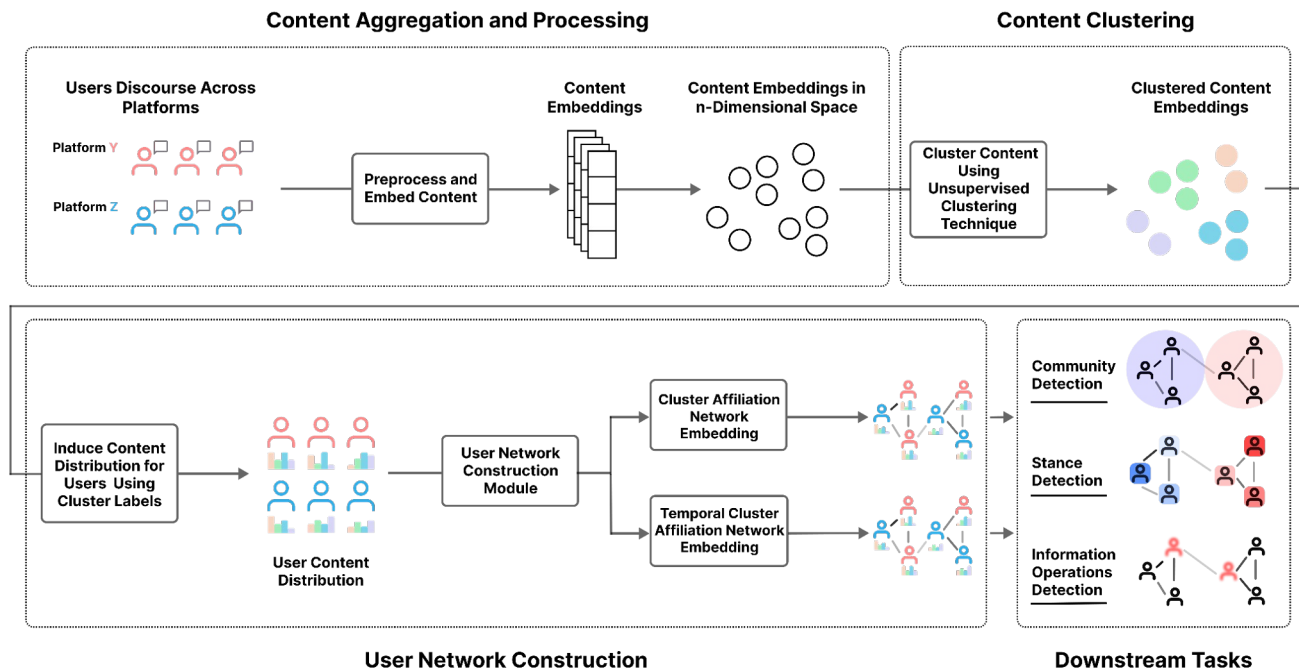 Content Aggregation and Processing
Content Clustering
Users Discourse Across
Platforms
Platform Y
Platform Z
Preprocess and
Embed Content
Content
Embeddings
Content Embeddings in
n-Dimensional Space
Cluster Content
Using
Unsupervised
Clustering
Technique
Clustered Content
Embeddings
Induce Content
Distribution for
Users Using
Cluster Labels
User Content
Distribution
User Network
Construction
Module
Cluster Affiliation
Network
Embedding
Temporal Cluster
Affiliation Network
Embedding
Community
Detection
Stance
Detection
Information
Operations
Detection
User Network Construction
Downstream Tasks